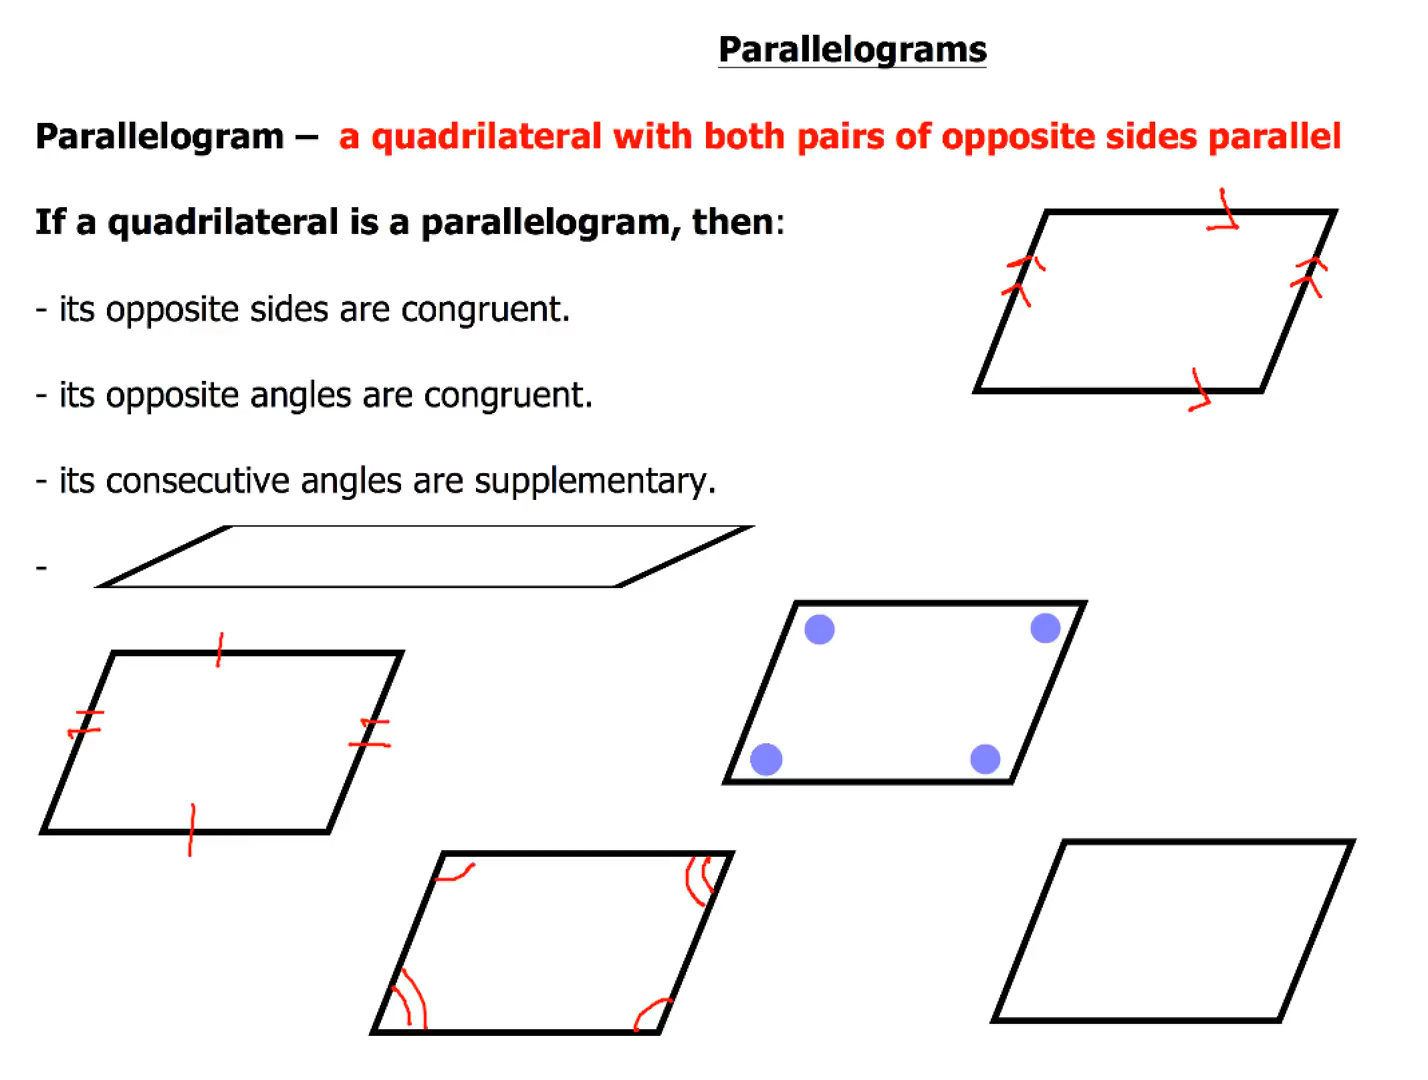 Parallelograms
Parallelogram – a quadrilateral with both pairs of opposite sides parallel
If a quadrilateral is a parallelogram, then:
- its opposite sides are congruent.
- its opposite angles are congruent.
- its consecutive angles are supplementary.
-